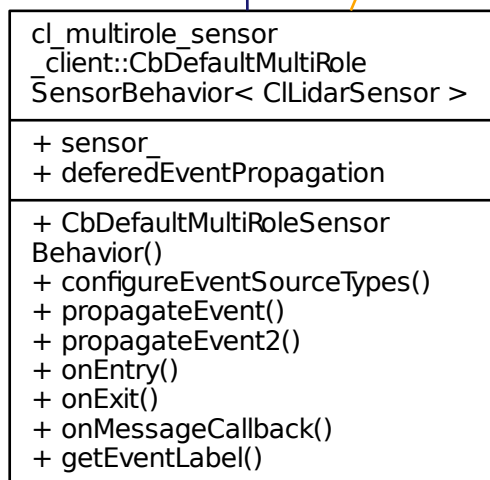 cl_multirole_sensor
_client::CbDefaultMultiRole
SensorBehavior< ClLidarSensor >
+ sensor_
+ deferedEventPropagation
+ CbDefaultMultiRoleSensor
Behavior()
+ configureEventSourceTypes()
+ propagateEvent()
+ propagateEvent2()
+ onEntry()
+ onExit()
+ onMessageCallback()
+ getEventLabel()